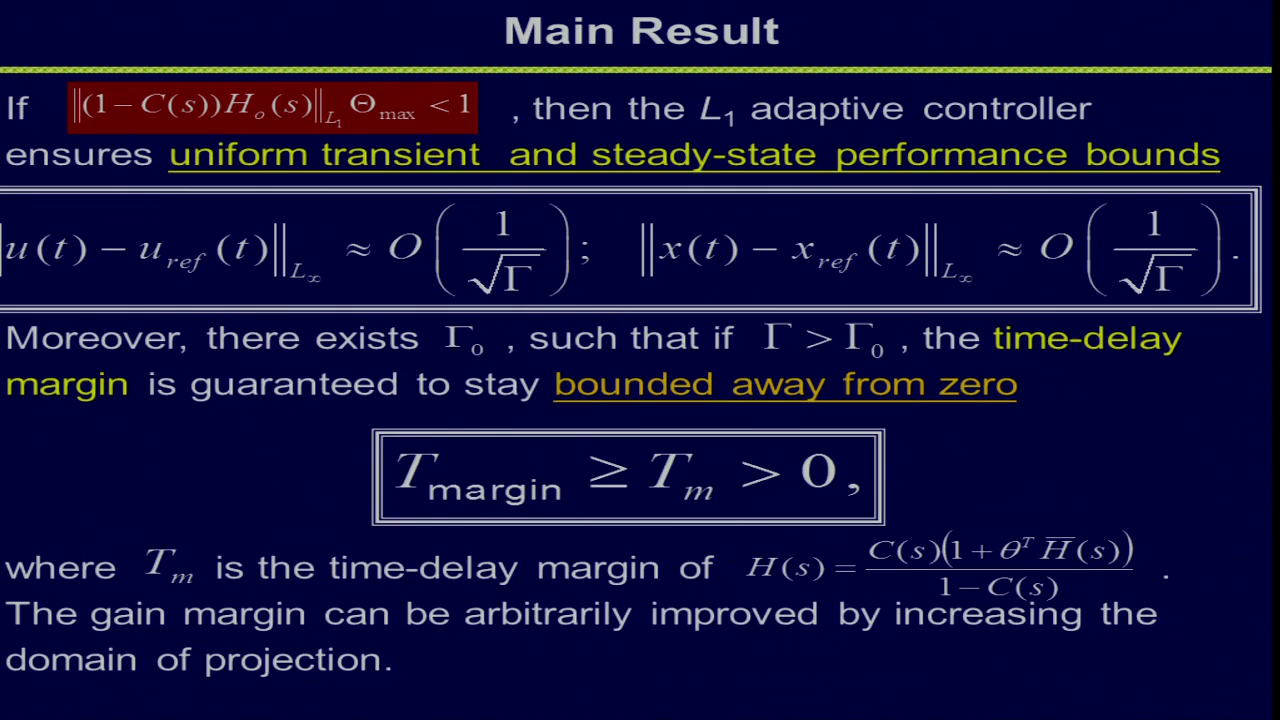 Main Result
If ‖(1 − C(s))H_o(s)‖_{L_1} Θ_max < 1 , then the L_1 adaptive controller
ensures uniform transient and steady-state performance bounds
‖u(t) − u_ref(t)‖_{L_∞} ≈ O(1/√Γ); ‖x(t) − x_ref(t)‖_{L_∞} ≈ O(1/√Γ).
Moreover, there exists Γ_0 , such that if Γ > Γ_0 , the time-delay
margin is guaranteed to stay bounded away from zero
T_margin ≥ T_m > 0,
where T_m is the time-delay margin of H(s) = C(s)(1 + θ^T H̅(s)) / (1 − C(s)) .
The gain margin can be arbitrarily improved by increasing the
domain of projection.